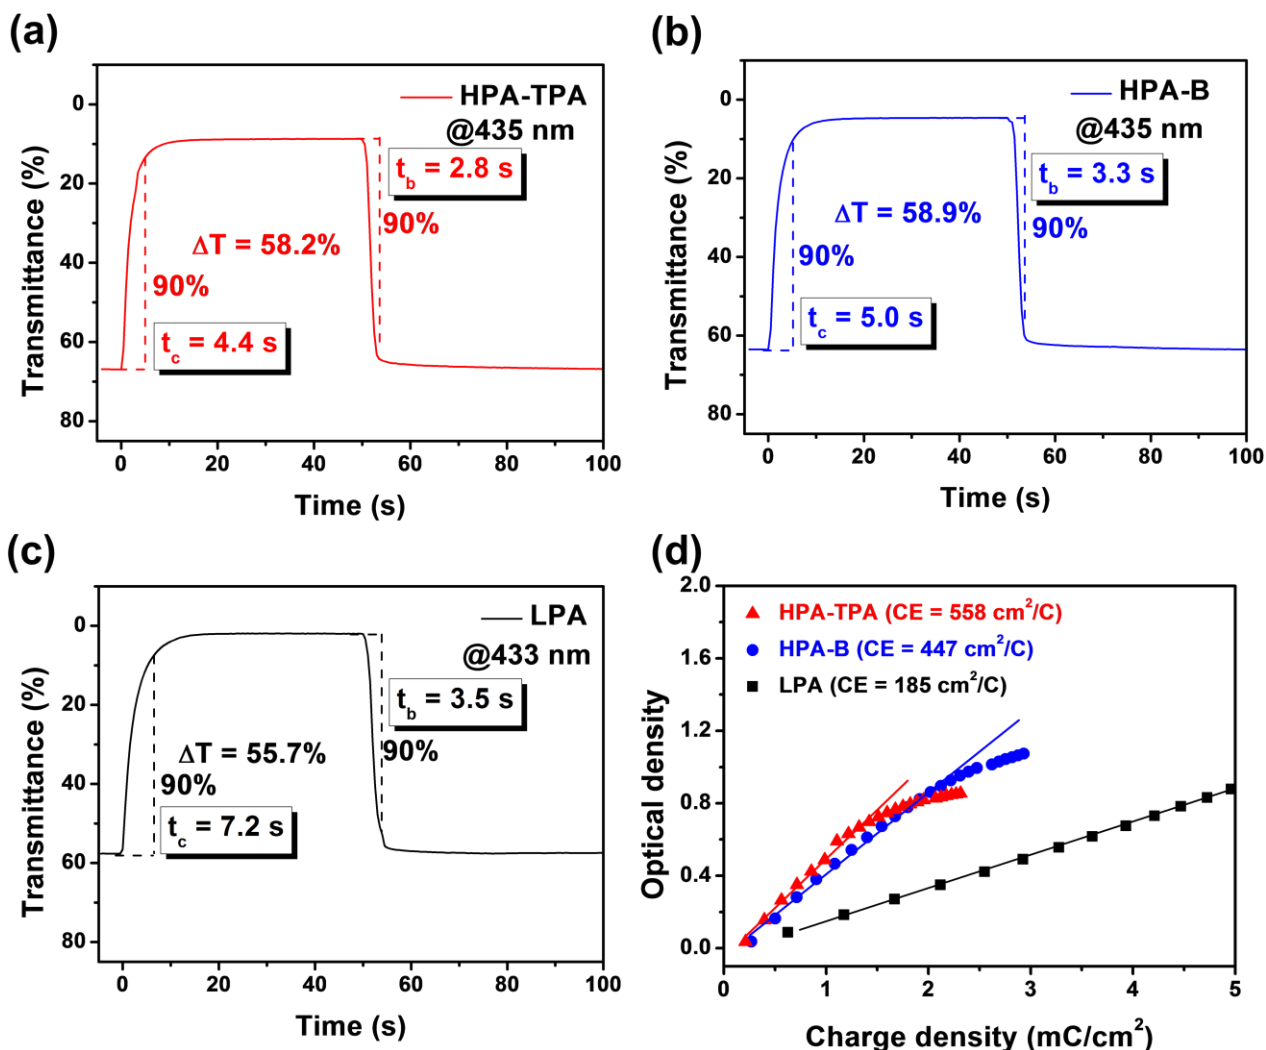 (a)
HPA-TPA
@435 nm
t_b = 2.8 s
90%
ΔT = 58.2%
90%
t_c = 4.4 s
Transmittance (%)
0
20
40
60
80
0 20 40 60 80 100
Time (s)
(b)
HPA-B
@435 nm
t_b = 3.3 s
ΔT = 58.9%
90%
90%
t_c = 5.0 s
Transmittance (%)
0
20
40
60
80
0 20 40 60 80 100
Time (s)
(c)
LPA
@433 nm
t_b = 3.5 s
ΔT = 55.7%
90%
90%
t_c = 7.2 s
Transmittance (%)
0
20
40
60
80
0 20 40 60 80 100
Time (s)
(d)
HPA-TPA (CE = 558 cm²/C)
HPA-B (CE = 447 cm²/C)
LPA (CE = 185 cm²/C)
Optical density
2.0
1.6
1.2
0.8
0.4
0.0
0 1 2 3 4 5
Charge density (mC/cm²)